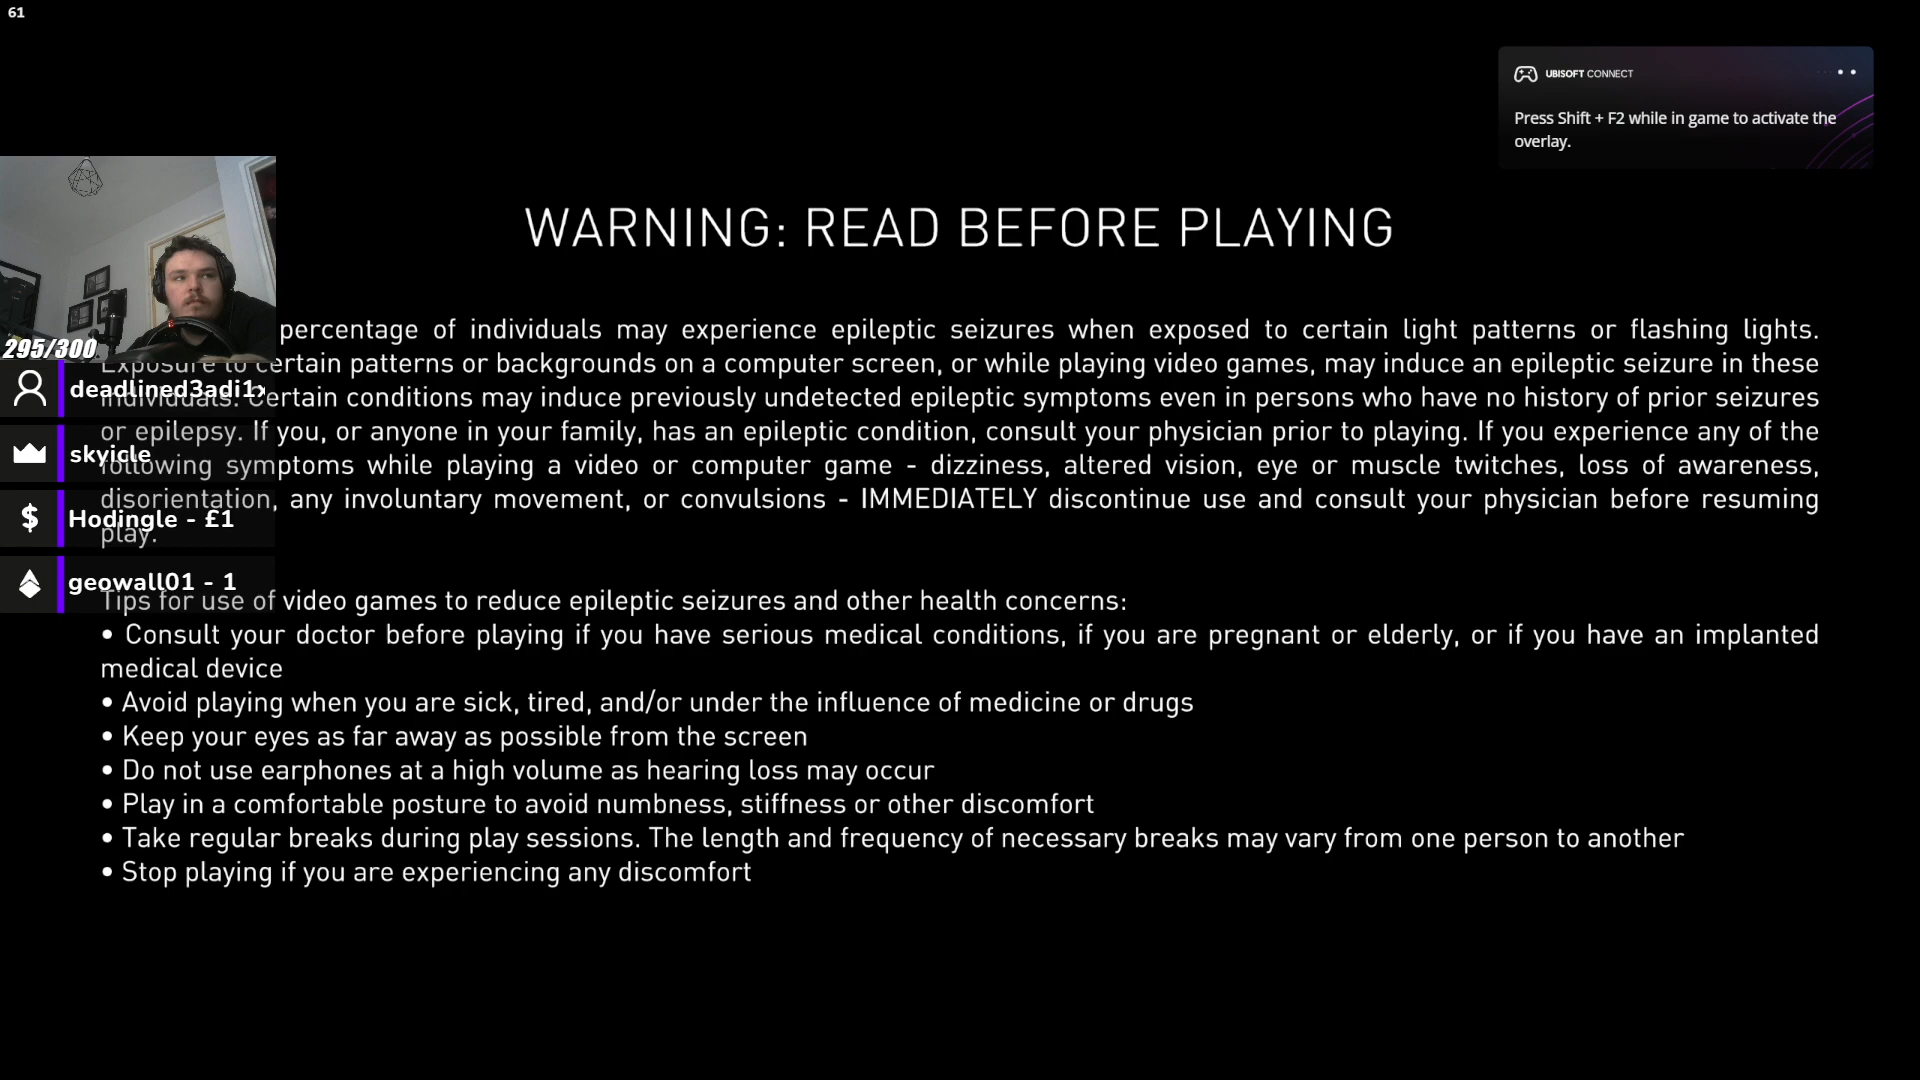 61
UBISOFT CONNECT
Press Shift + F2 while in game to activate the
overlay.
WARNING: READ BEFORE PLAYING
percentage of individuals may experience epileptic seizures when exposed to certain light patterns or flashing lights.
295/300
Exposure to certain patterns or backgrounds on a computer screen, or while playing video games, may induce an epileptic seizure in these
deadlined3adi1
individuals. Certain conditions may induce previously undetected epileptic symptoms even in persons who have no history of prior seizures
or epilepsy. If you, or anyone in your family, has an epileptic condition, consult your physician prior to playing. If you experience any of the
skyicle
following symptoms while playing a video or computer game - dizziness, altered vision, eye or muscle twitches, loss of awareness,
disorientation, any involuntary movement, or convulsions - IMMEDIATELY discontinue use and consult your physician before resuming
Hodingle - £1
play.
geowall01 - 1
Tips for use of video games to reduce epileptic seizures and other health concerns:
• Consult your doctor before playing if you have serious medical conditions, if you are pregnant or elderly, or if you have an implanted
medical device
• Avoid playing when you are sick, tired, and/or under the influence of medicine or drugs
• Keep your eyes as far away as possible from the screen
• Do not use earphones at a high volume as hearing loss may occur
• Play in a comfortable posture to avoid numbness, stiffness or other discomfort
• Take regular breaks during play sessions. The length and frequency of necessary breaks may vary from one person to another
• Stop playing if you are experiencing any discomfort